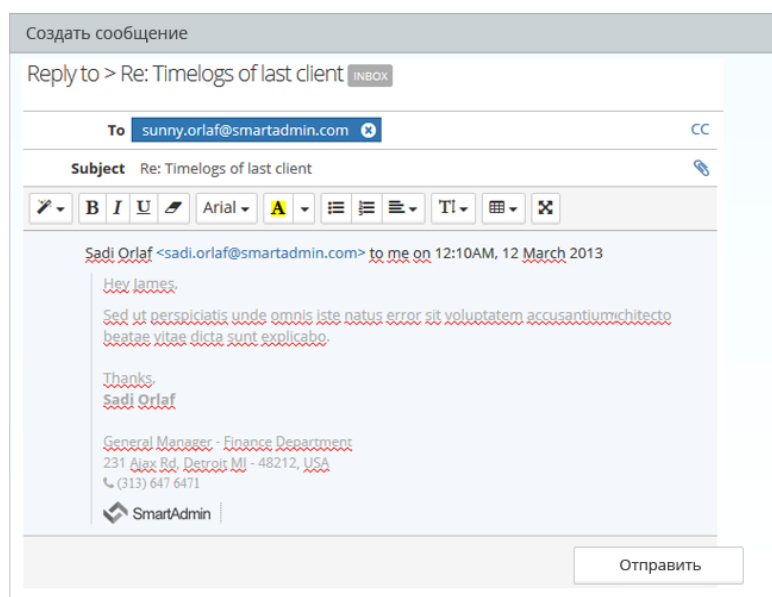 Создать сообщение
Reply to > Re: Timelogs of last client INBOX
To sunny.orlaf@smartadmin.com CC
Subject Re: Timelogs of last client
B I U Arial A TI
Sadi Orlaf <sadi.orlaf@smartadmin.com> to me on 12:10AM, 12 March 2013
Hey James,
Sed ut perspiciatis unde omnis iste natus error sit voluptatem accusantium chitecto
beatae vitae dicta sunt explicabo.
Thanks,
Sadi Orlaf
General Manager - Finance Department
231 Ajax Rd, Detroit MI - 48212, USA
(313) 647 6471
SmartAdmin
Отправить